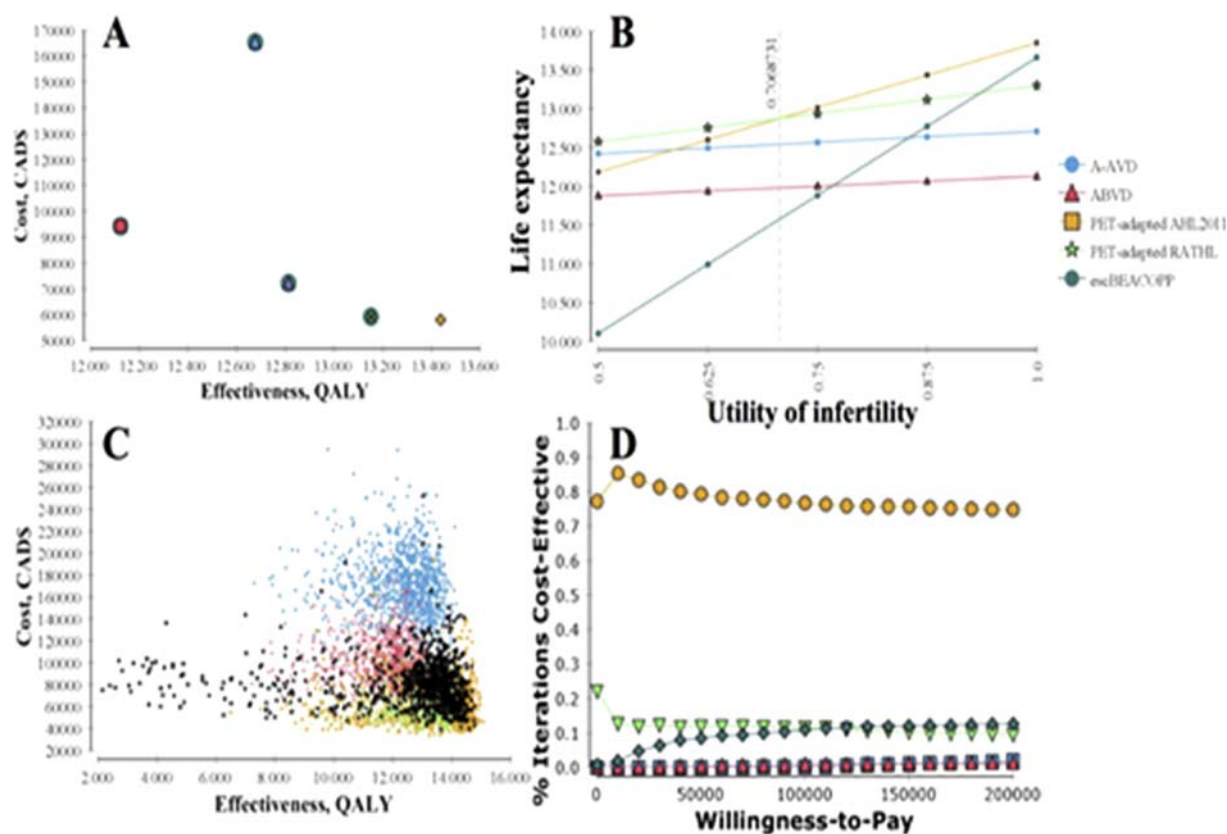 A
170000
160000
150000
140000
130000
120000
110000
100000
90000
80000
70000
60000
50000
Cost, CADS
12.000 12.200 12.400 12.600 12.800 13.000 13.200 13.400 13.600
Effectiveness, QALY
B
14.000
13.500
13.000
12.500
12.000
11.500
11.000
10.500
10.000
Life expectancy
0.5 0.625 0.75 0.875 1.0
Utility of infertility
A-AVD
ABVD
PET-adapted AHL2011
PET-adapted RATHL
escBEACOPP
C
320000
300000
280000
260000
240000
220000
200000
180000
160000
140000
120000
100000
80000
60000
40000
20000
Cost, CADS
2.000 4.000 6.000 8.000 10.000 12.000 14.000 16.000
Effectiveness, QALY
D
1.0
0.9
0.8
0.7
0.6
0.5
0.4
0.3
0.2
0.1
0.0
% Iterations Cost-Effective
0 50000 100000 150000 200000
Willingness-to-Pay